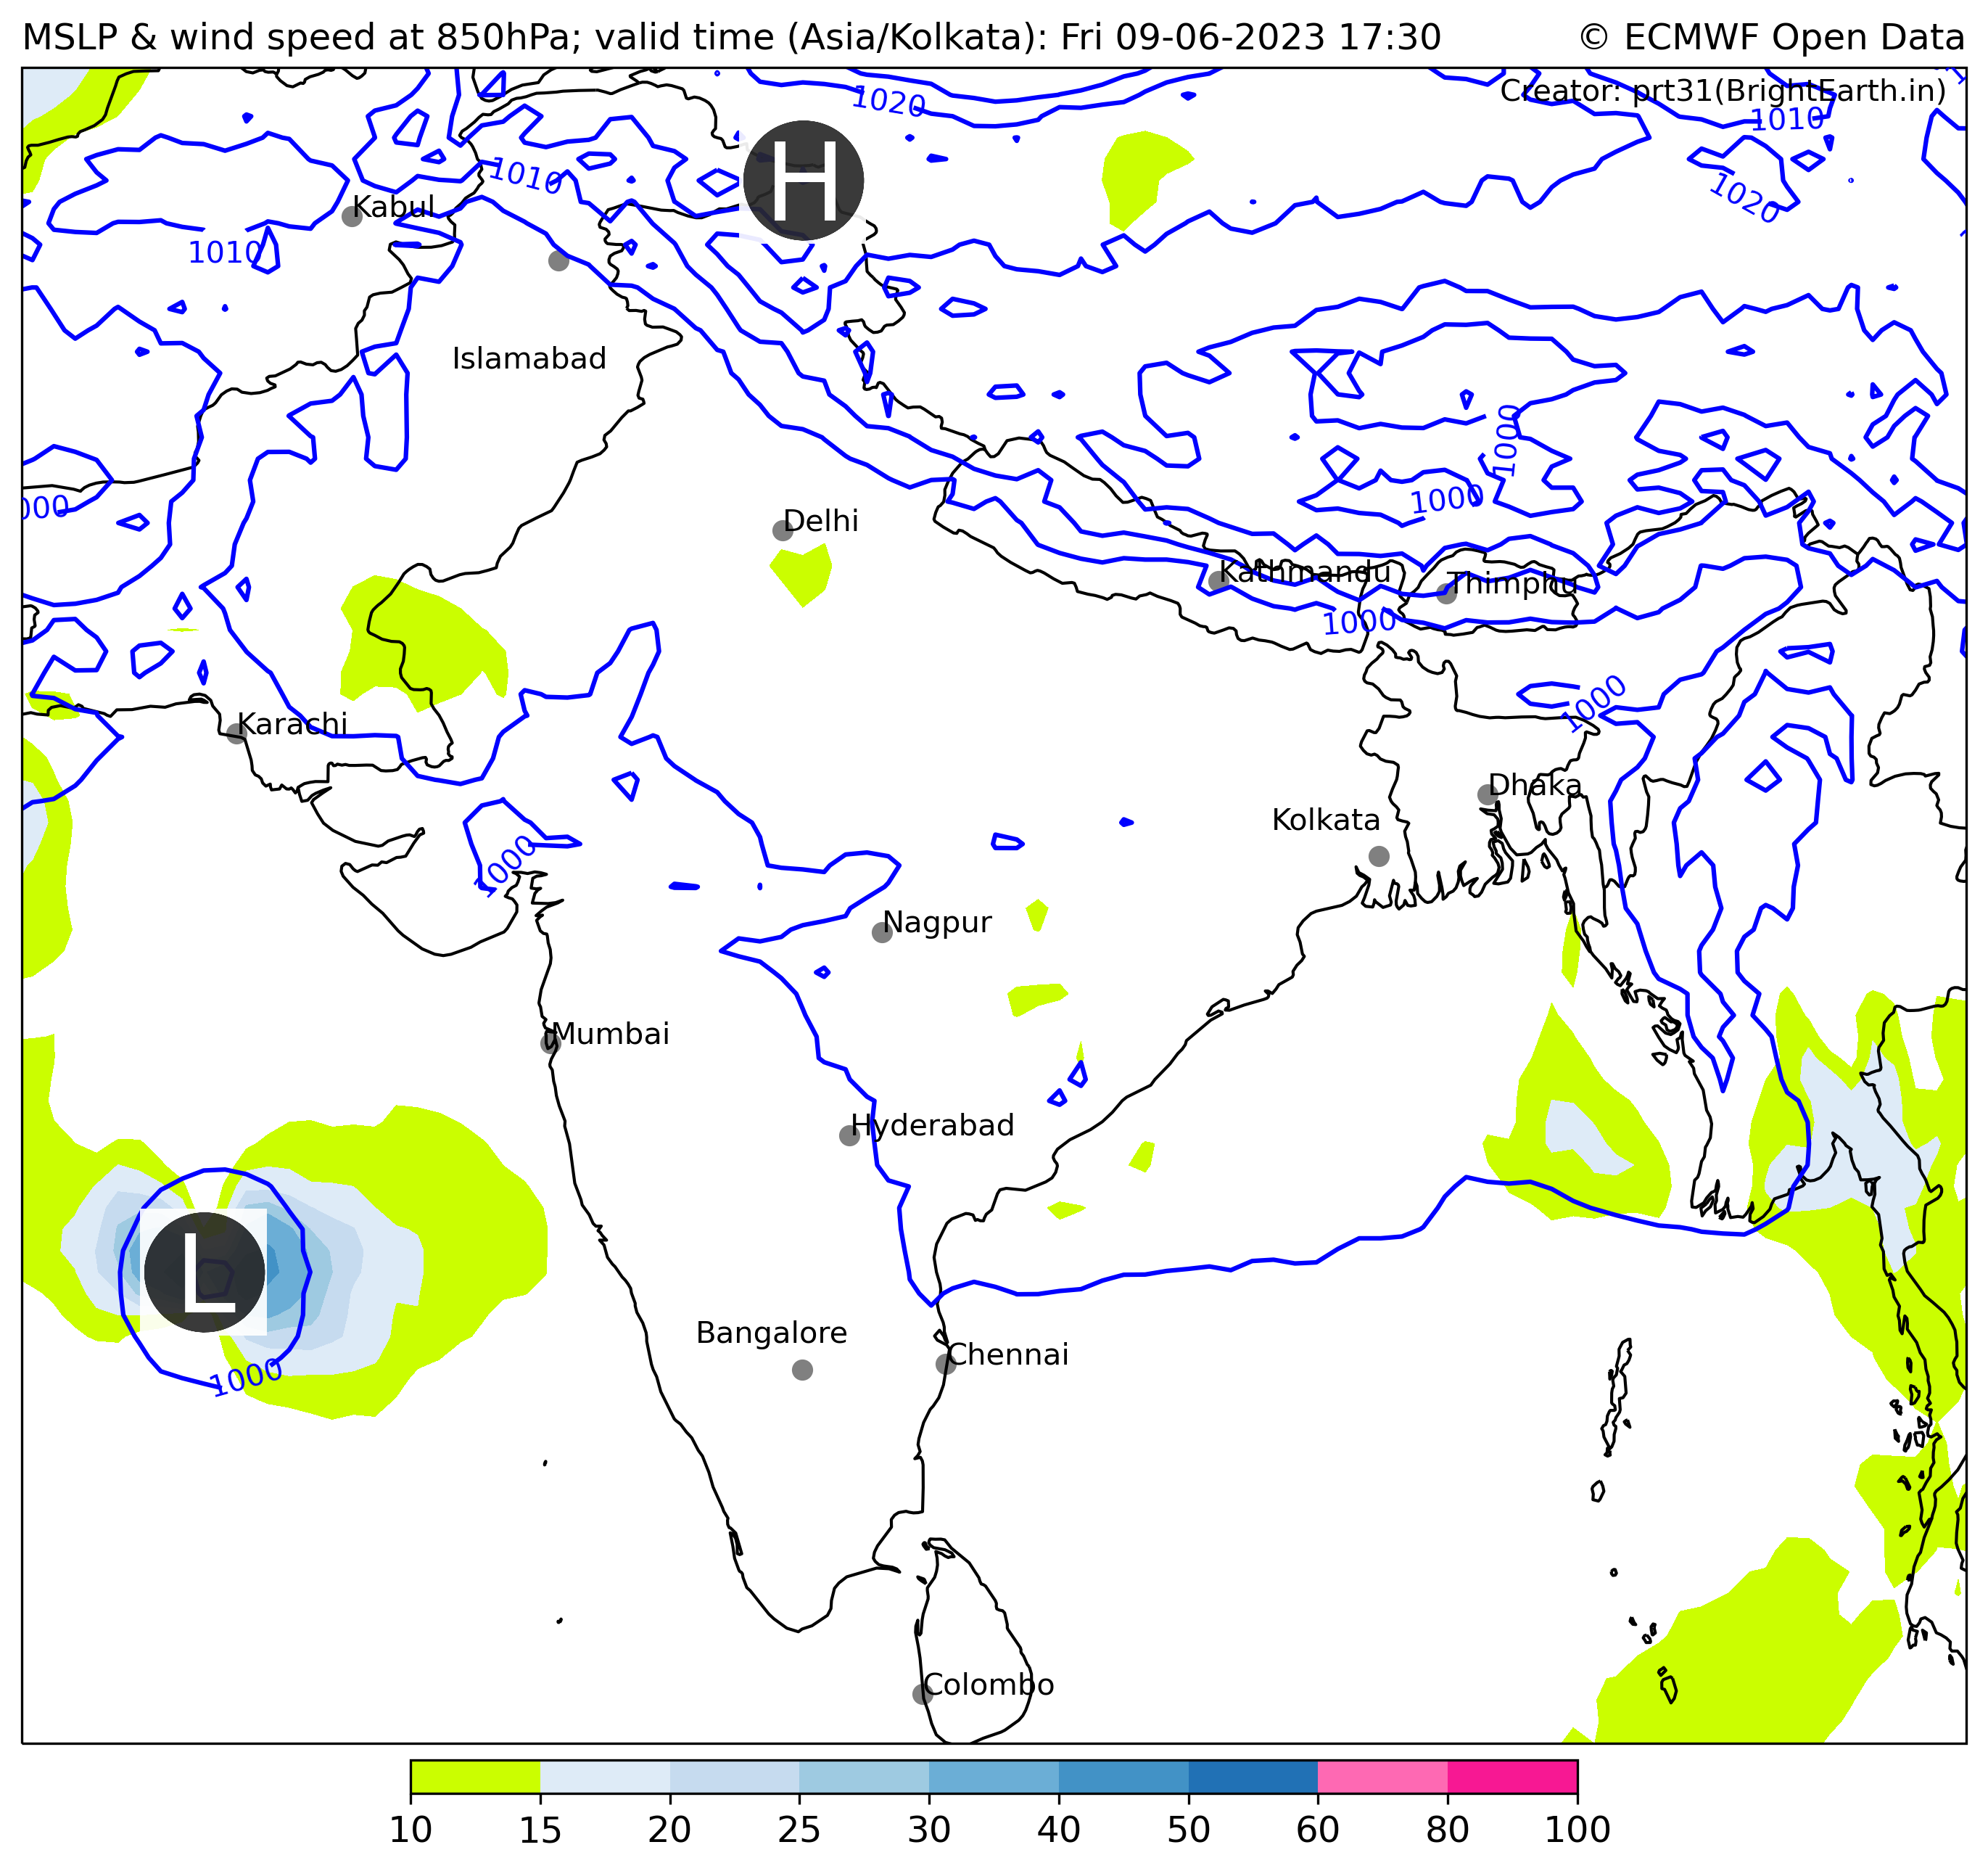 MSLP & wind speed at 850hPa; valid time (Asia/Kolkata): Fri 09-06-2023 17:30
© ECMWF Open Data
Creator: prt31(BrightEarth.in)
1020
1010
H
1010
1020
Kabul
1010
Islamabad
1000
1000
000
Delhi
Kathmandu
Thimphu
1000
1000
Karachi
Dhaka
Kolkata
1000
Nagpur
Mumbai
Hyderabad
L
Bangalore
Chennai
1000
Colombo
10 15 20 25 30 40 50 60 80 100